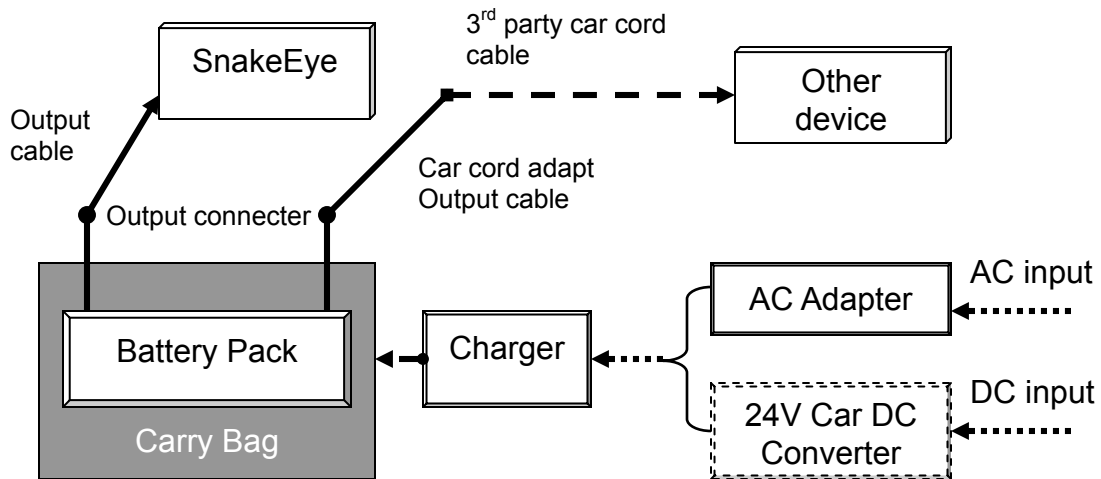 3rd party car cord
cable
SnakeEye
Other
device
Output
cable
Car cord adapt
Output cable
Output connecter
AC input
AC Adapter
Battery Pack
Charger
DC input
24V Car DC
Converter
Carry Bag